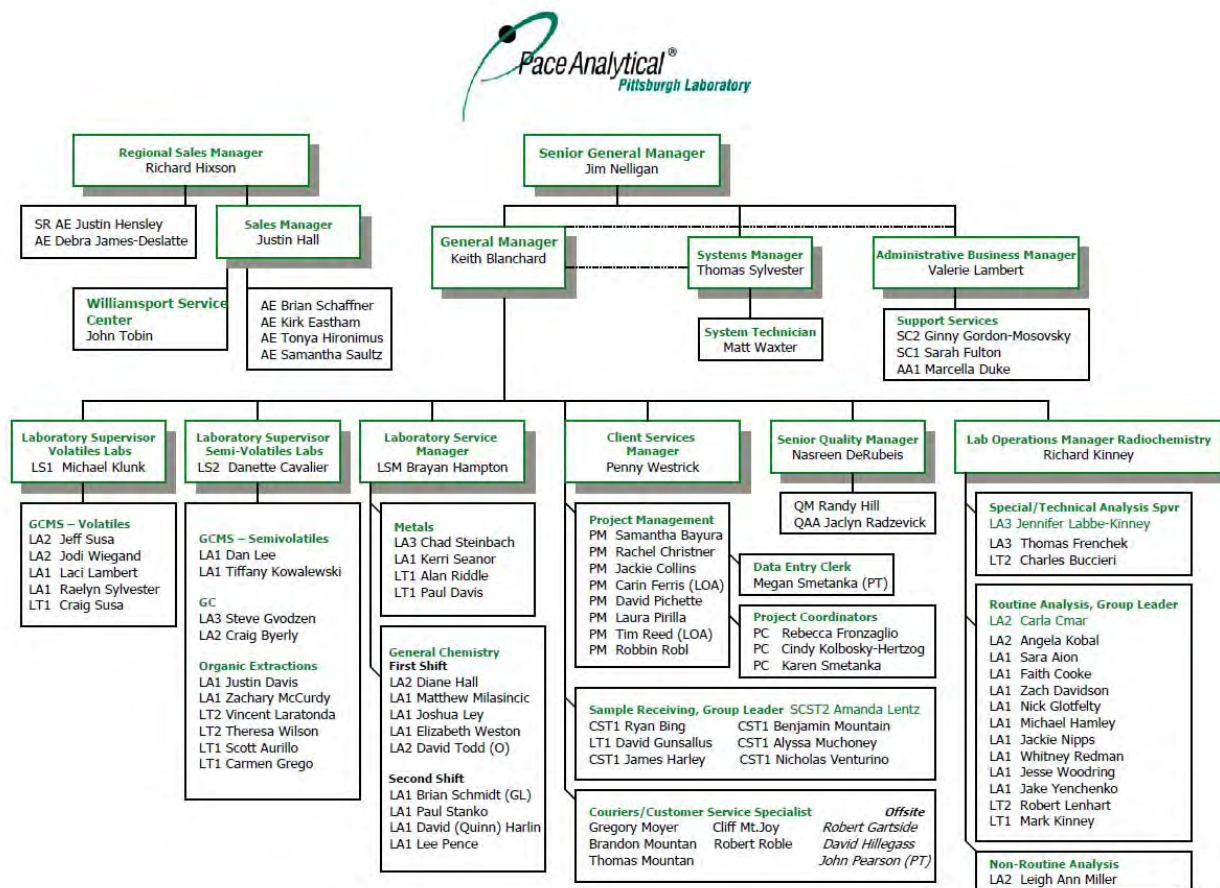 Pace Analytical ®
Pittsburgh Laboratory
Regional Sales Manager
Richard Hixson
Senior General Manager
Jim Nelligan
SR AE Justin Hensley
AE Debra James-Deslatte
Sales Manager
Justin Hall
General Manager
Keith Blanchard
Systems Manager
Thomas Sylvester
Administrative Business Manager
Valerie Lambert
Williamsport Service
Center
John Tobin
AE Brian Schaffner
AE Kirk Eastham
AE Tonya Hironimus
AE Samantha Saultz
System Technician
Matt Waxter
Support Services
SC2 Ginny Gordon-Mosovsky
SC1 Sarah Fulton
AA1 Marcella Duke
Laboratory Supervisor
Volatiles Labs
LS1 Michael Klunk
Laboratory Supervisor
Semi-Volatiles Labs
LS2 Danette Cavalier
Laboratory Service
Manager
LSM Brayan Hampton
Client Services
Manager
Penny Westrick
Senior Quality Manager
Nasreen DeRubeis
Lab Operations Manager Radiochemistry
Richard Kinney
GCMS – Volatiles
LA2 Jeff Susa
LA2 Jodi Wiegand
LA1 Laci Lambert
LA1 Raelyn Sylvester
LT1 Craig Susa
GCMS – Semivolatiles
LA1 Dan Lee
LA1 Tiffany Kowalewski
GC
LA3 Steve Gvodzen
LA2 Craig Byerly
Organic Extractions
LA1 Justin Davis
LA1 Zachary McCurdy
LT2 Vincent Laratonda
LT2 Theresa Wilson
LT1 Scott Aurillo
LT1 Carmen Grego
Metals
LA3 Chad Steinbach
LA1 Kerri Seanor
LT1 Alan Riddle
LT1 Paul Davis
General Chemistry
First Shift
LA2 Diane Hall
LA1 Matthew Milasincic
LA1 Joshua Ley
LA1 Elizabeth Weston
LA2 David Todd (O)
Second Shift
LA1 Brian Schmidt (GL)
LA1 Paul Stanko
LA1 David (Quinn) Harlin
LA1 Lee Pence
Project Management
PM Samantha Bayura
PM Rachel Christner
PM Jackie Collins
PM Carin Ferris (LOA)
PM David Pichette
PM Laura Pirilla
PM Tim Reed (LOA)
PM Robbin Robl
Data Entry Clerk
Megan Smetanka (PT)
Project Coordinators
PC Rebecca Fronzaglio
PC Cindy Kolbosky-Hertzog
PC Karen Smetanka
Sample Receiving, Group Leader SCST2 Amanda Lentz
CST1 Ryan Bing CST1 Benjamin Mountain
LT1 David Gunsallus CST1 Alyssa Muchoney
CST1 James Harley CST1 Nicholas Venturino
Couriers/Customer Service Specialist Offsite
Gregory Moyer Cliff Mt.Joy Robert Gartside
Brandon Mountan Robert Roble David Hillegass
Thomas Mountan John Pearson (PT)
QM Randy Hill
QAA Jaclyn Radzevick
Special/Technical Analysis Spvr
LA3 Jennifer Labbe-Kinney
LA3 Thomas Frenchek
LT2 Charles Buccieri
Routine Analysis, Group Leader
LA2 Carla Cmar
LA2 Angela Kobal
LA1 Sara Aion
LA1 Faith Cooke
LA1 Zach Davidson
LA1 Nick Glotfelty
LA1 Michael Hamley
LA1 Jackie Nipps
LA1 Whitney Redman
LA1 Jesse Woodring
LA1 Jake Yenchenko
LT2 Robert Lenhart
LT1 Mark Kinney
Non-Routine Analysis
LA2 Leigh Ann Miller